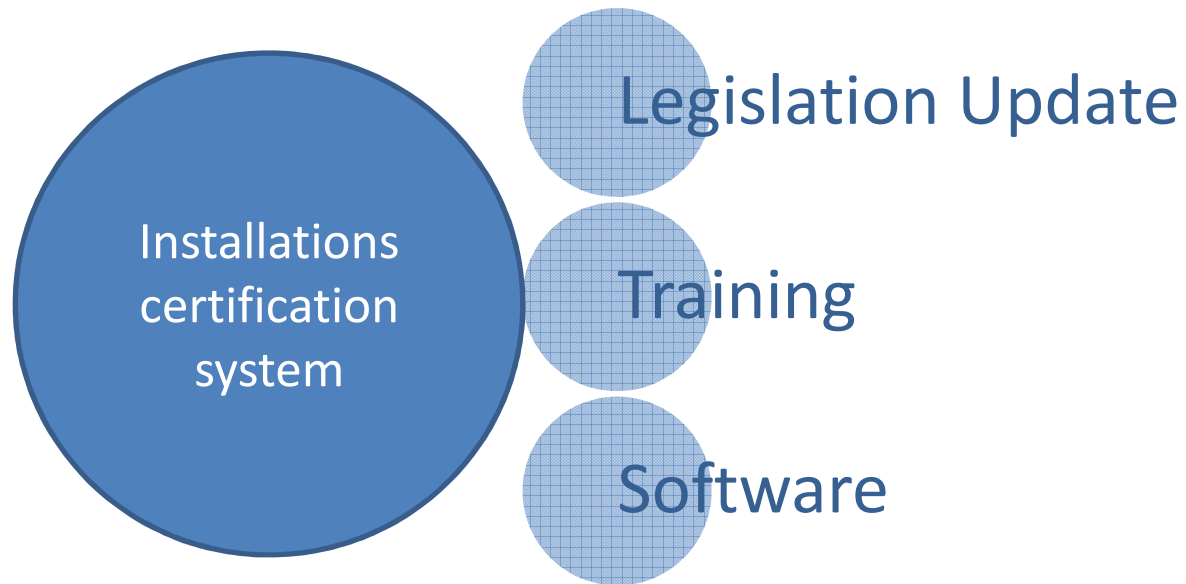 Installations
certification
system
Legislation Update
Training
Software